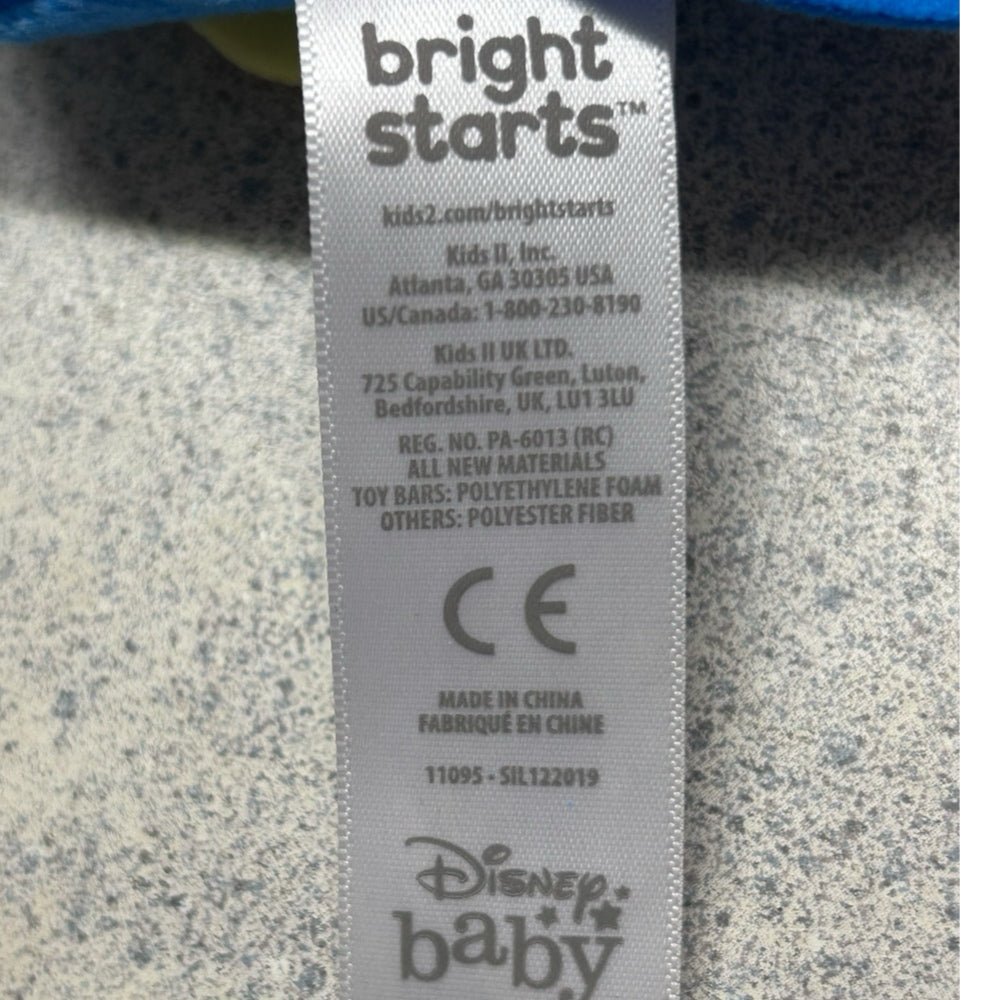 bright
starts™
kids2.com/brightstarts
Kids II, Inc.
Atlanta, GA 30305 USA
US/Canada: 1-800-230-8190
Kids II UK LTD.
725 Capability Green, Luton,
Bedfordshire, UK, LU1 3LU
REG. NO. PA-6013 (RC)
ALL NEW MATERIALS
TOY BARS: POLYETHYLENE FOAM
OTHERS: POLYESTER FIBER
CE
MADE IN CHINA
FABRIQUÉ EN CHINE
11095 - SIL122019
Disney
baby